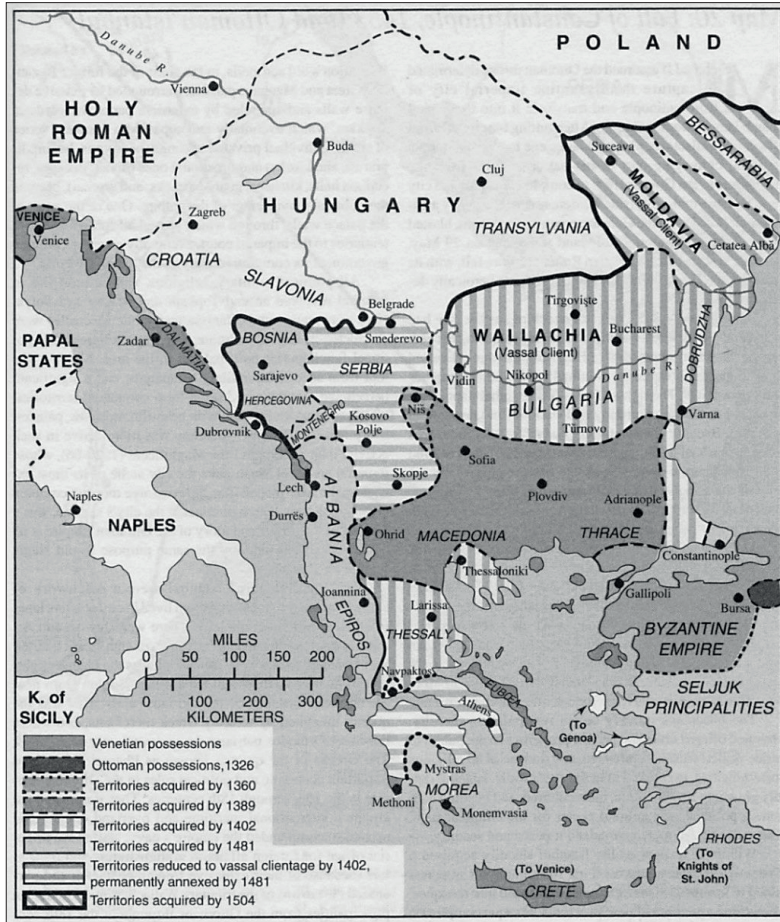 POLAND
Danube R.
Vienna
HOLY
ROMAN
EMPIRE
BESSARABIA
Suceava
Buda
Cluj
MOLDAVIA
(Vassal Client)
HUNGARY
VENICE
Venice
Zagreb
TRANSYLVANIA
Cetatea Albă
CROATIA
SLAVONIA
Belgrade
Smederevo
Tirgovişte
DOBRUDZHA
PAPAL
STATES
Zadar
DALMATIA
BOSNIA
WALLACHIA
(Vassal Client)
Bucharest
Sarajevo
SERBIA
Vidin
Nikopol
Danube R.
HERCEGOVINA
Niš
BULGARIA
Varna
Dubrovnik
MONTENEGRO
Kosovo
Polje
Tŭrnovo
Sofia
Lech
ALBANIA
Skopje
Plovdiv
Adrianople
Naples
NAPLES
Durrës
Ohrid
MACEDONIA
THRACE
Constantinople
Thessaloniki
Gallipoli
Joannina
EPIROS
Larissa
THESSALY
Bursa
BYZANTINE
EMPIRE
MILES
0 50 100 150 200
0 100 200 300
KILOMETERS
Navpaktos
EUBOEA
Athens
SELJUK
PRINCIPALITIES
K. of
SICILY
(To
Genoa)
Venetian possessions
Ottoman possessions,1326
Territories acquired by 1360
Territories acquired by 1389
Territories acquired by 1402
Territories acquired by 1481
Territories reduced to vassal clientage by 1402,
permanently annexed by 1481
Territories acquired by 1504
Mystras
MOREA
Methoni
Monemvasia
RHODES
(To
Knights of
St. John)
(To Venice)
CRETE